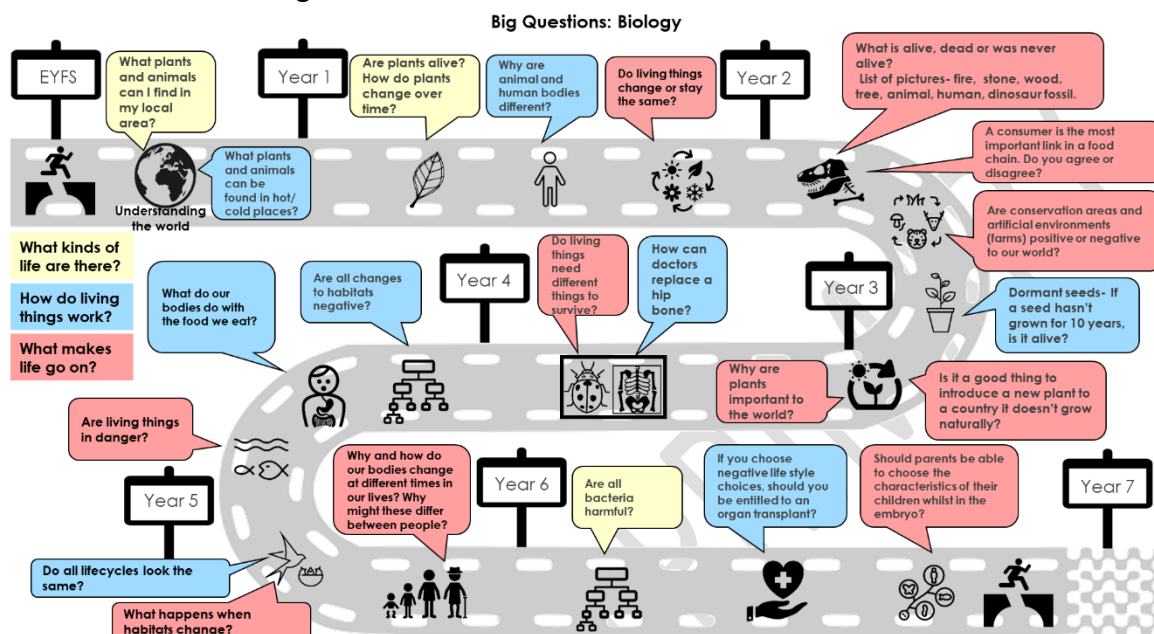 Big Questions: Biology
EYFS
What plants
and animals
can I find in
my local
area?
Understanding
the world
What plants
and animals
can be
found in hot/
cold places?
Year 1
Are plants alive?
How do plants
change over
time?
Why are
animal and
human bodies
different?
Do living things
change or stay
the same?
Year 2
What is alive, dead or was never
alive?
List of pictures- fire, stone, wood,
tree, animal, human, dinosaur fossil.
A consumer is the most
important link in a food
chain. Do you agree or
disagree?
Are conservation areas and
artificial environments
(farms) positive or negative
to our world?
Dormant seeds- If
a seed hasn't
grown for 10 years,
is it alive?
What kinds of
life are there?
How do living
things work?
What makes
life go on?
Year 3
Is it a good thing to
introduce a new plant to
a country it doesn't grow
naturally?
Why are
plants
important to
the world?
How can
doctors
replace a
hip
bone?
Do living
things
need
different
things to
survive?
Year 4
Are all changes
to habitats
negative?
What do our
bodies do with
the food we eat?
Are living things
in danger?
Year 5
Do all lifecycles look the
same?
What happens when
habitats change?
Why and how do
our bodies change
at different times in
our lives? Why
might these differ
between people?
Year 6
Are all
bacteria
harmful?
If you choose
negative life style
choices, should you
be entitled to an
organ transplant?
Should parents be able
to choose the
characteristics of their
children whilst in the
embryo?
Year 7